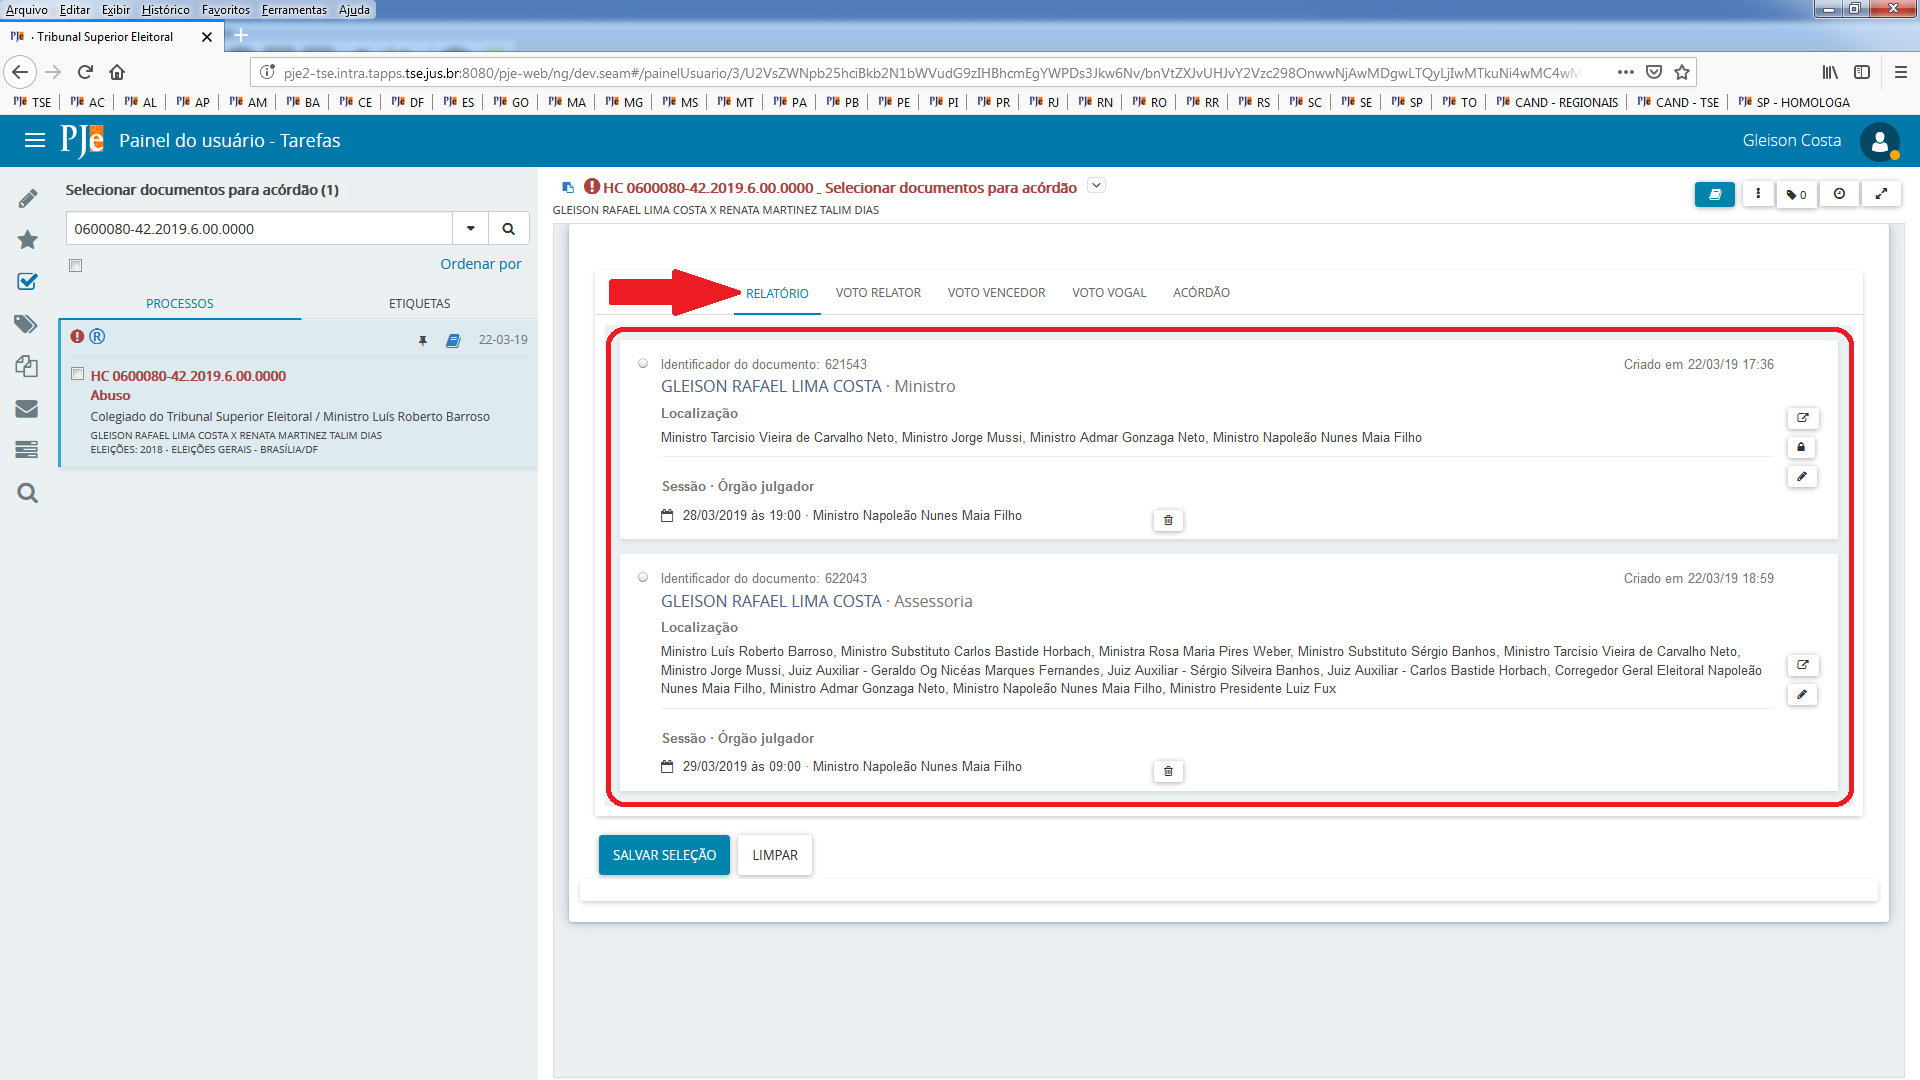 Arquivo Editar Exibir Histórico Favoritos Ferramentas Ajuda
PJe · Tribunal Superior Eleitoral
pje2-tse.intra.tapps.tse.jus.br:8080/pje-web/ng/dev.seam#/painelUsuario/3/U2VsZWNpb25hciBkb2N1bWVudG9zIHBhcmEgYWPDs3Jkw6Nv/bnVtZXJvUHJvY2Vzc298OnwwNjAwMDgwLTQyLjIwMTkuNi4wMC4wM
PJe TSE PJe AC PJe AL PJe AP PJe AM PJe BA PJe CE PJe DF PJe ES PJe GO PJe MA PJe MG PJe MS PJe MT PJe PA PJe PB PJe PE PJe PI PJe PR PJe RJ PJe RN PJe RO PJe RR PJe RS PJe SC PJe SE PJe SP PJe TO PJe CAND - REGIONAIS PJe CAND - TSE PJe SP - HOMOLOGA
PJe Painel do usuário - Tarefas
Gleison Costa
Selecionar documentos para acórdão (1)
0600080-42.2019.6.00.0000
Ordenar por
PROCESSOS ETIQUETAS
R 22-03-19
HC 0600080-42.2019.6.00.0000
Abuso
Colegiado do Tribunal Superior Eleitoral / Ministro Luís Roberto Barroso
GLEISON RAFAEL LIMA COSTA X RENATA MARTINEZ TALIM DIAS
ELEIÇÕES: 2018 - ELEIÇÕES GERAIS - BRASÍLIA/DF
HC 0600080-42.2019.6.00.0000 _ Selecionar documentos para acórdão
GLEISON RAFAEL LIMA COSTA X RENATA MARTINEZ TALIM DIAS
0
RELATÓRIO VOTO RELATOR VOTO VENCEDOR VOTO VOGAL ACÓRDÃO
Identificador do documento: 621543 Criado em 22/03/19 17:36
GLEISON RAFAEL LIMA COSTA · Ministro
Localização
Ministro Tarcisio Vieira de Carvalho Neto, Ministro Jorge Mussi, Ministro Admar Gonzaga Neto, Ministro Napoleão Nunes Maia Filho
Sessão · Órgão julgador
28/03/2019 às 19:00 · Ministro Napoleão Nunes Maia Filho
Identificador do documento: 622043 Criado em 22/03/19 18:59
GLEISON RAFAEL LIMA COSTA · Assessoria
Localização
Ministro Luís Roberto Barroso, Ministro Substituto Carlos Bastide Horbach, Ministra Rosa Maria Pires Weber, Ministro Substituto Sérgio Banhos, Ministro Tarcisio Vieira de Carvalho Neto,
Ministro Jorge Mussi, Juiz Auxiliar - Geraldo Og Nicéas Marques Fernandes, Juiz Auxiliar - Sérgio Silveira Banhos, Juiz Auxiliar - Carlos Bastide Horbach, Corregedor Geral Eleitoral Napoleão
Nunes Maia Filho, Ministro Admar Gonzaga Neto, Ministro Napoleão Nunes Maia Filho, Ministro Presidente Luiz Fux
Sessão · Órgão julgador
29/03/2019 às 09:00 · Ministro Napoleão Nunes Maia Filho
SALVAR SELEÇÃO LIMPAR